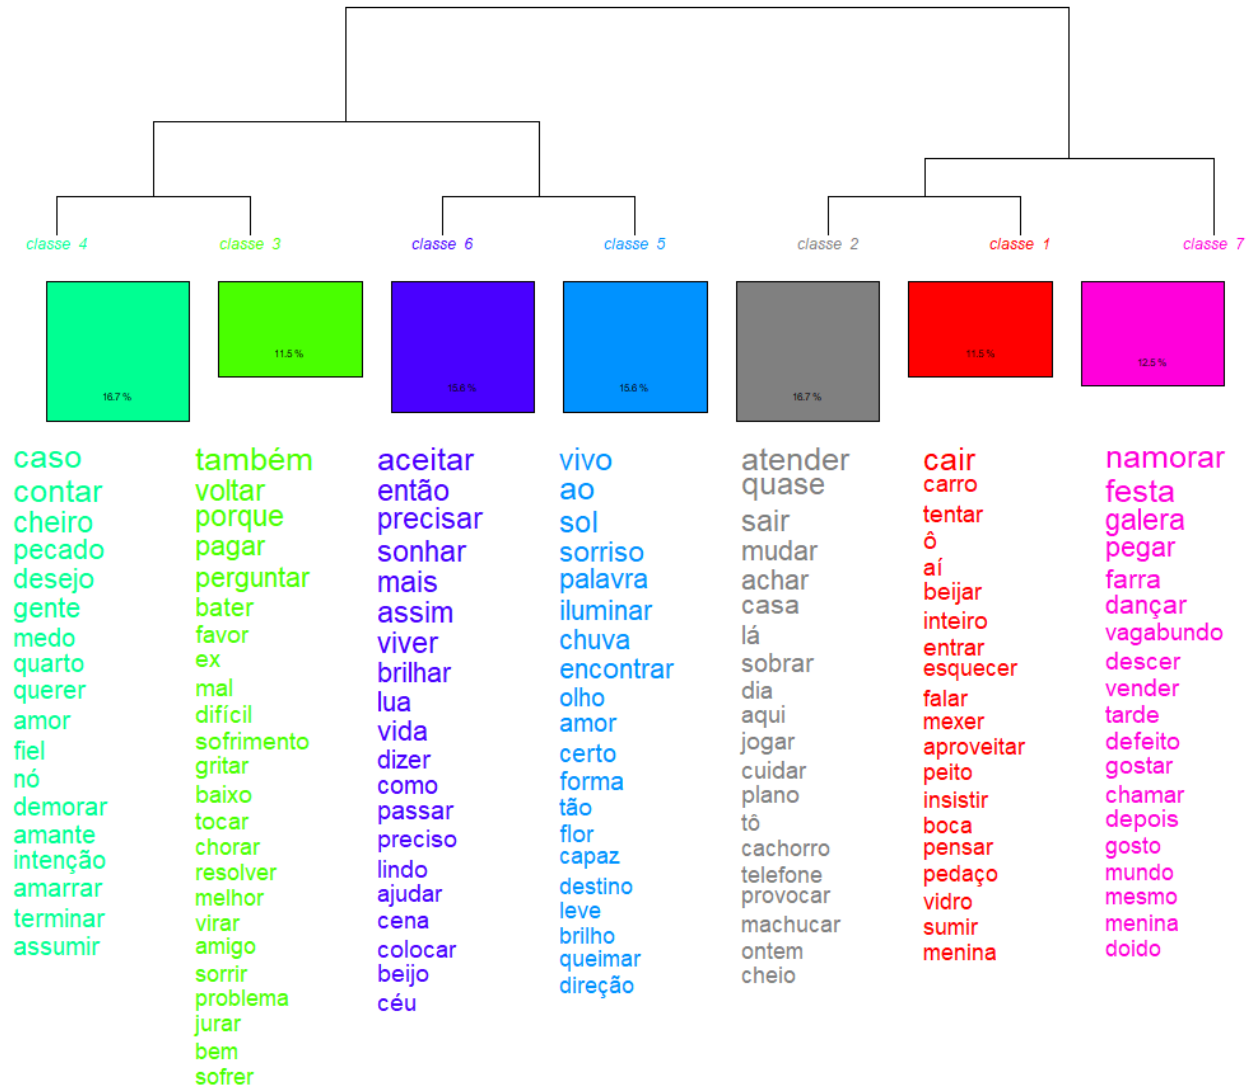 classe 4
classe 3
classe 6
classe 5
classe 2
classe 1
classe 7
16.7 %
11.5 %
15.6 %
15.6 %
16.7 %
11.5 %
12.5 %
caso
contar
cheiro
pecado
desejo
gente
medo
quarto
querer
amor
fiel
nó
demorar
amante
intenção
amarrar
terminar
assumir
também
voltar
porque
pagar
perguntar
bater
favor
ex
mal
difícil
sofrimento
gritar
baixo
tocar
chorar
resolver
melhor
virar
amigo
sorrir
problema
jurar
bem
sofrer
aceitar
então
precisar
sonhar
mais
assim
viver
brilhar
lua
vida
dizer
como
passar
preciso
lindo
ajudar
cena
colocar
beijo
céu
vivo
ao
sol
sorriso
palavra
iluminar
chuva
encontrar
olho
amor
certo
forma
tão
flor
capaz
destino
leve
brilho
queimar
direção
atender
quase
sair
mudar
achar
casa
lá
sobrar
dia
aqui
jogar
cuidar
plano
tô
cachorro
telefone
provocar
machucar
ontem
cheio
cair
carro
tentar
ô
aí
beijar
inteiro
entrar
esquecer
falar
mexer
aproveitar
peito
insistir
boca
pensar
pedaço
vidro
sumir
menina
namorar
festa
galera
pegar
farra
dançar
vagabundo
descer
vender
tarde
defeito
gostar
chamar
depois
gosto
mundo
mesmo
menina
doido